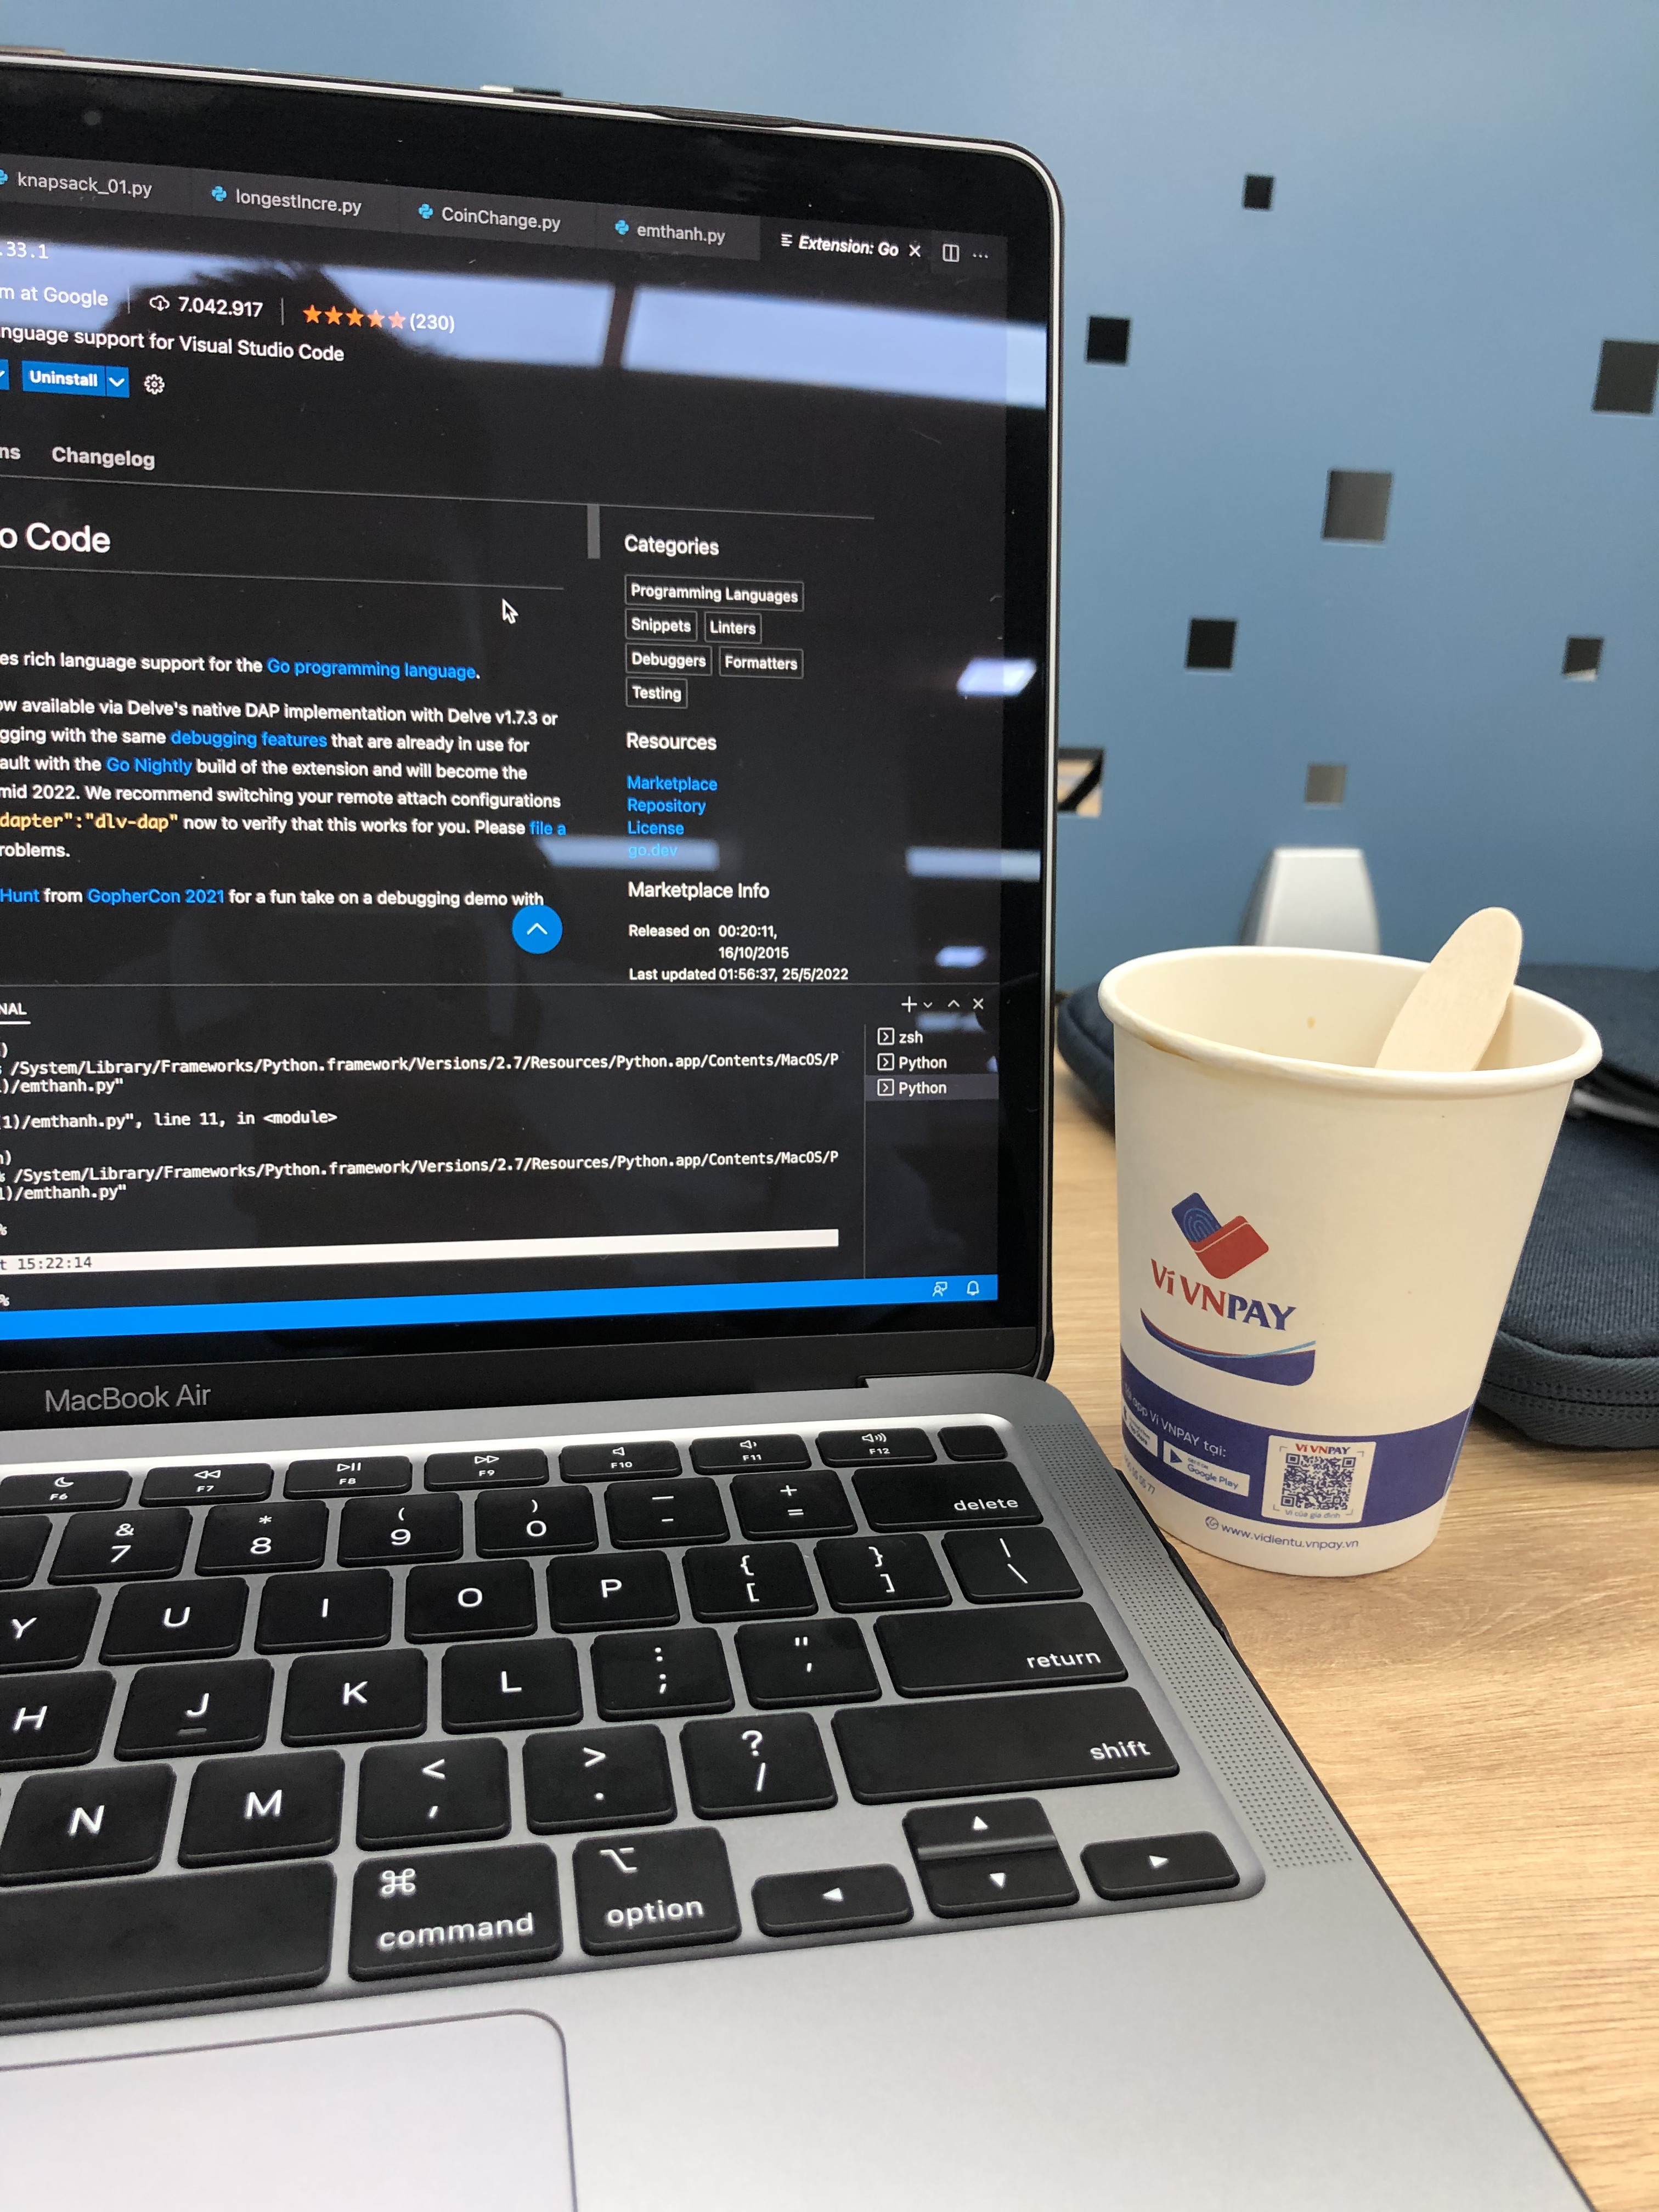 knapsack_01.py longestIncre.py CoinChange.py emthanh.py Extension: Go
.33.1
m at Google 7.042.917 (230)
nguage support for Visual Studio Code
Uninstall
ns Changelog
o Code
es rich language support for the Go programming language.
ow available via Delve's native DAP implementation with Delve v1.7.3 or
gging with the same debugging features that are already in use for
ault with the Go Nightly build of the extension and will become the
mid 2022. We recommend switching your remote attach configurations
dapter":"dlv-dap" now to verify that this works for you. Please file a
roblems.
Hunt from GopherCon 2021 for a fun take on a debugging demo with
Categories
Programming Languages
Snippets Linters
Debuggers Formatters
Testing
Resources
Marketplace
Repository
License
go.dev
Marketplace Info
Released on 00:20:11,
16/10/2015
Last updated 01:56:37, 25/5/2022
NAL
)
/System/Library/Frameworks/Python.framework/Versions/2.7/Resources/Python.app/Contents/MacOS/P
)/emthanh.py"
1)/emthanh.py", line 11, in <module>
)
% /System/Library/Frameworks/Python.framework/Versions/2.7/Resources/Python.app/Contents/MacOS/P
1)/emthanh.py"
%
t 15:22:14
%
zsh
Python
Python
MacBook Air
F6 F7 F8 F9 F10 F11 F12
& 7 * 8 ( 9 ) 0 — - + = delete
Y U I O P { [ } ] | \
H J K L : ; " ' return
N M < , > . ? / shift
⌘ command ⌥ option
Ví VNPAY
app Ví VNPAY tại:
Google Play
Ví VNPAY
Ví của gia đình
www.vidientu.vnpay.vn